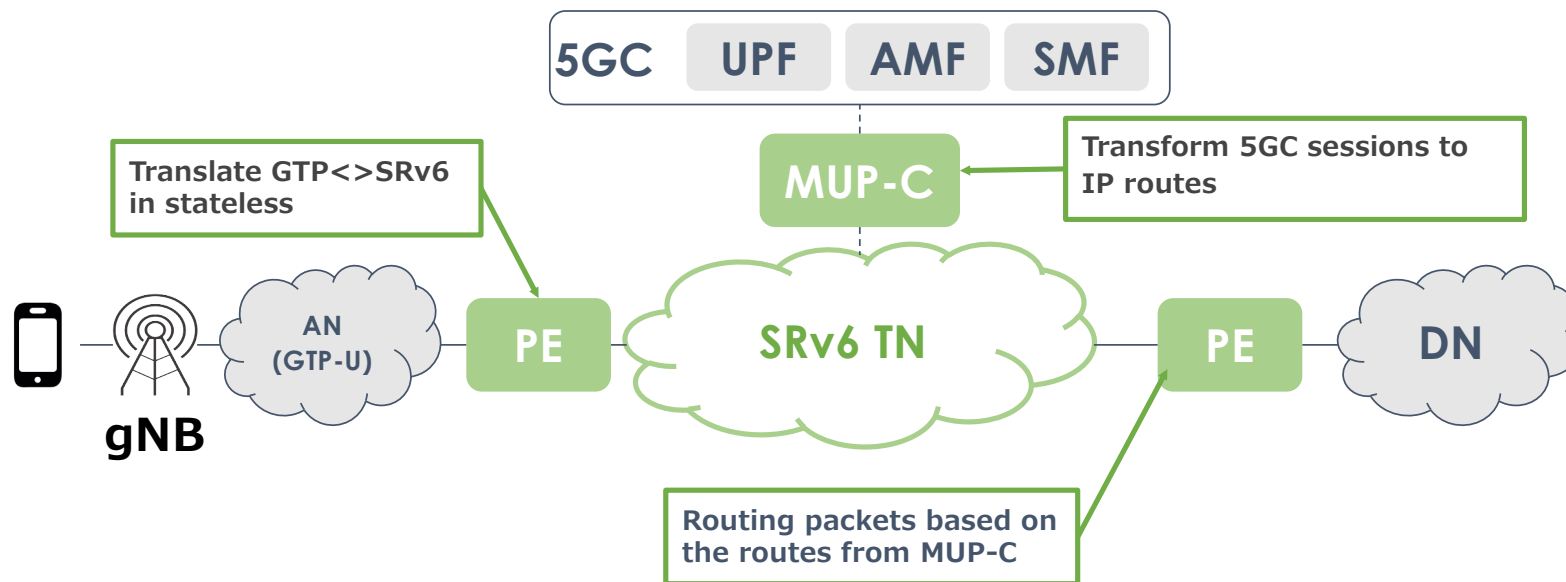 5GC
UPF
AMF
SMF
Translate GTP<>SRv6
in stateless
MUP-C
Transform 5GC sessions to
IP routes
AN
(GTP-U)
PE
SRv6 TN
PE
DN
gNB
Routing packets based on
the routes from MUP-C